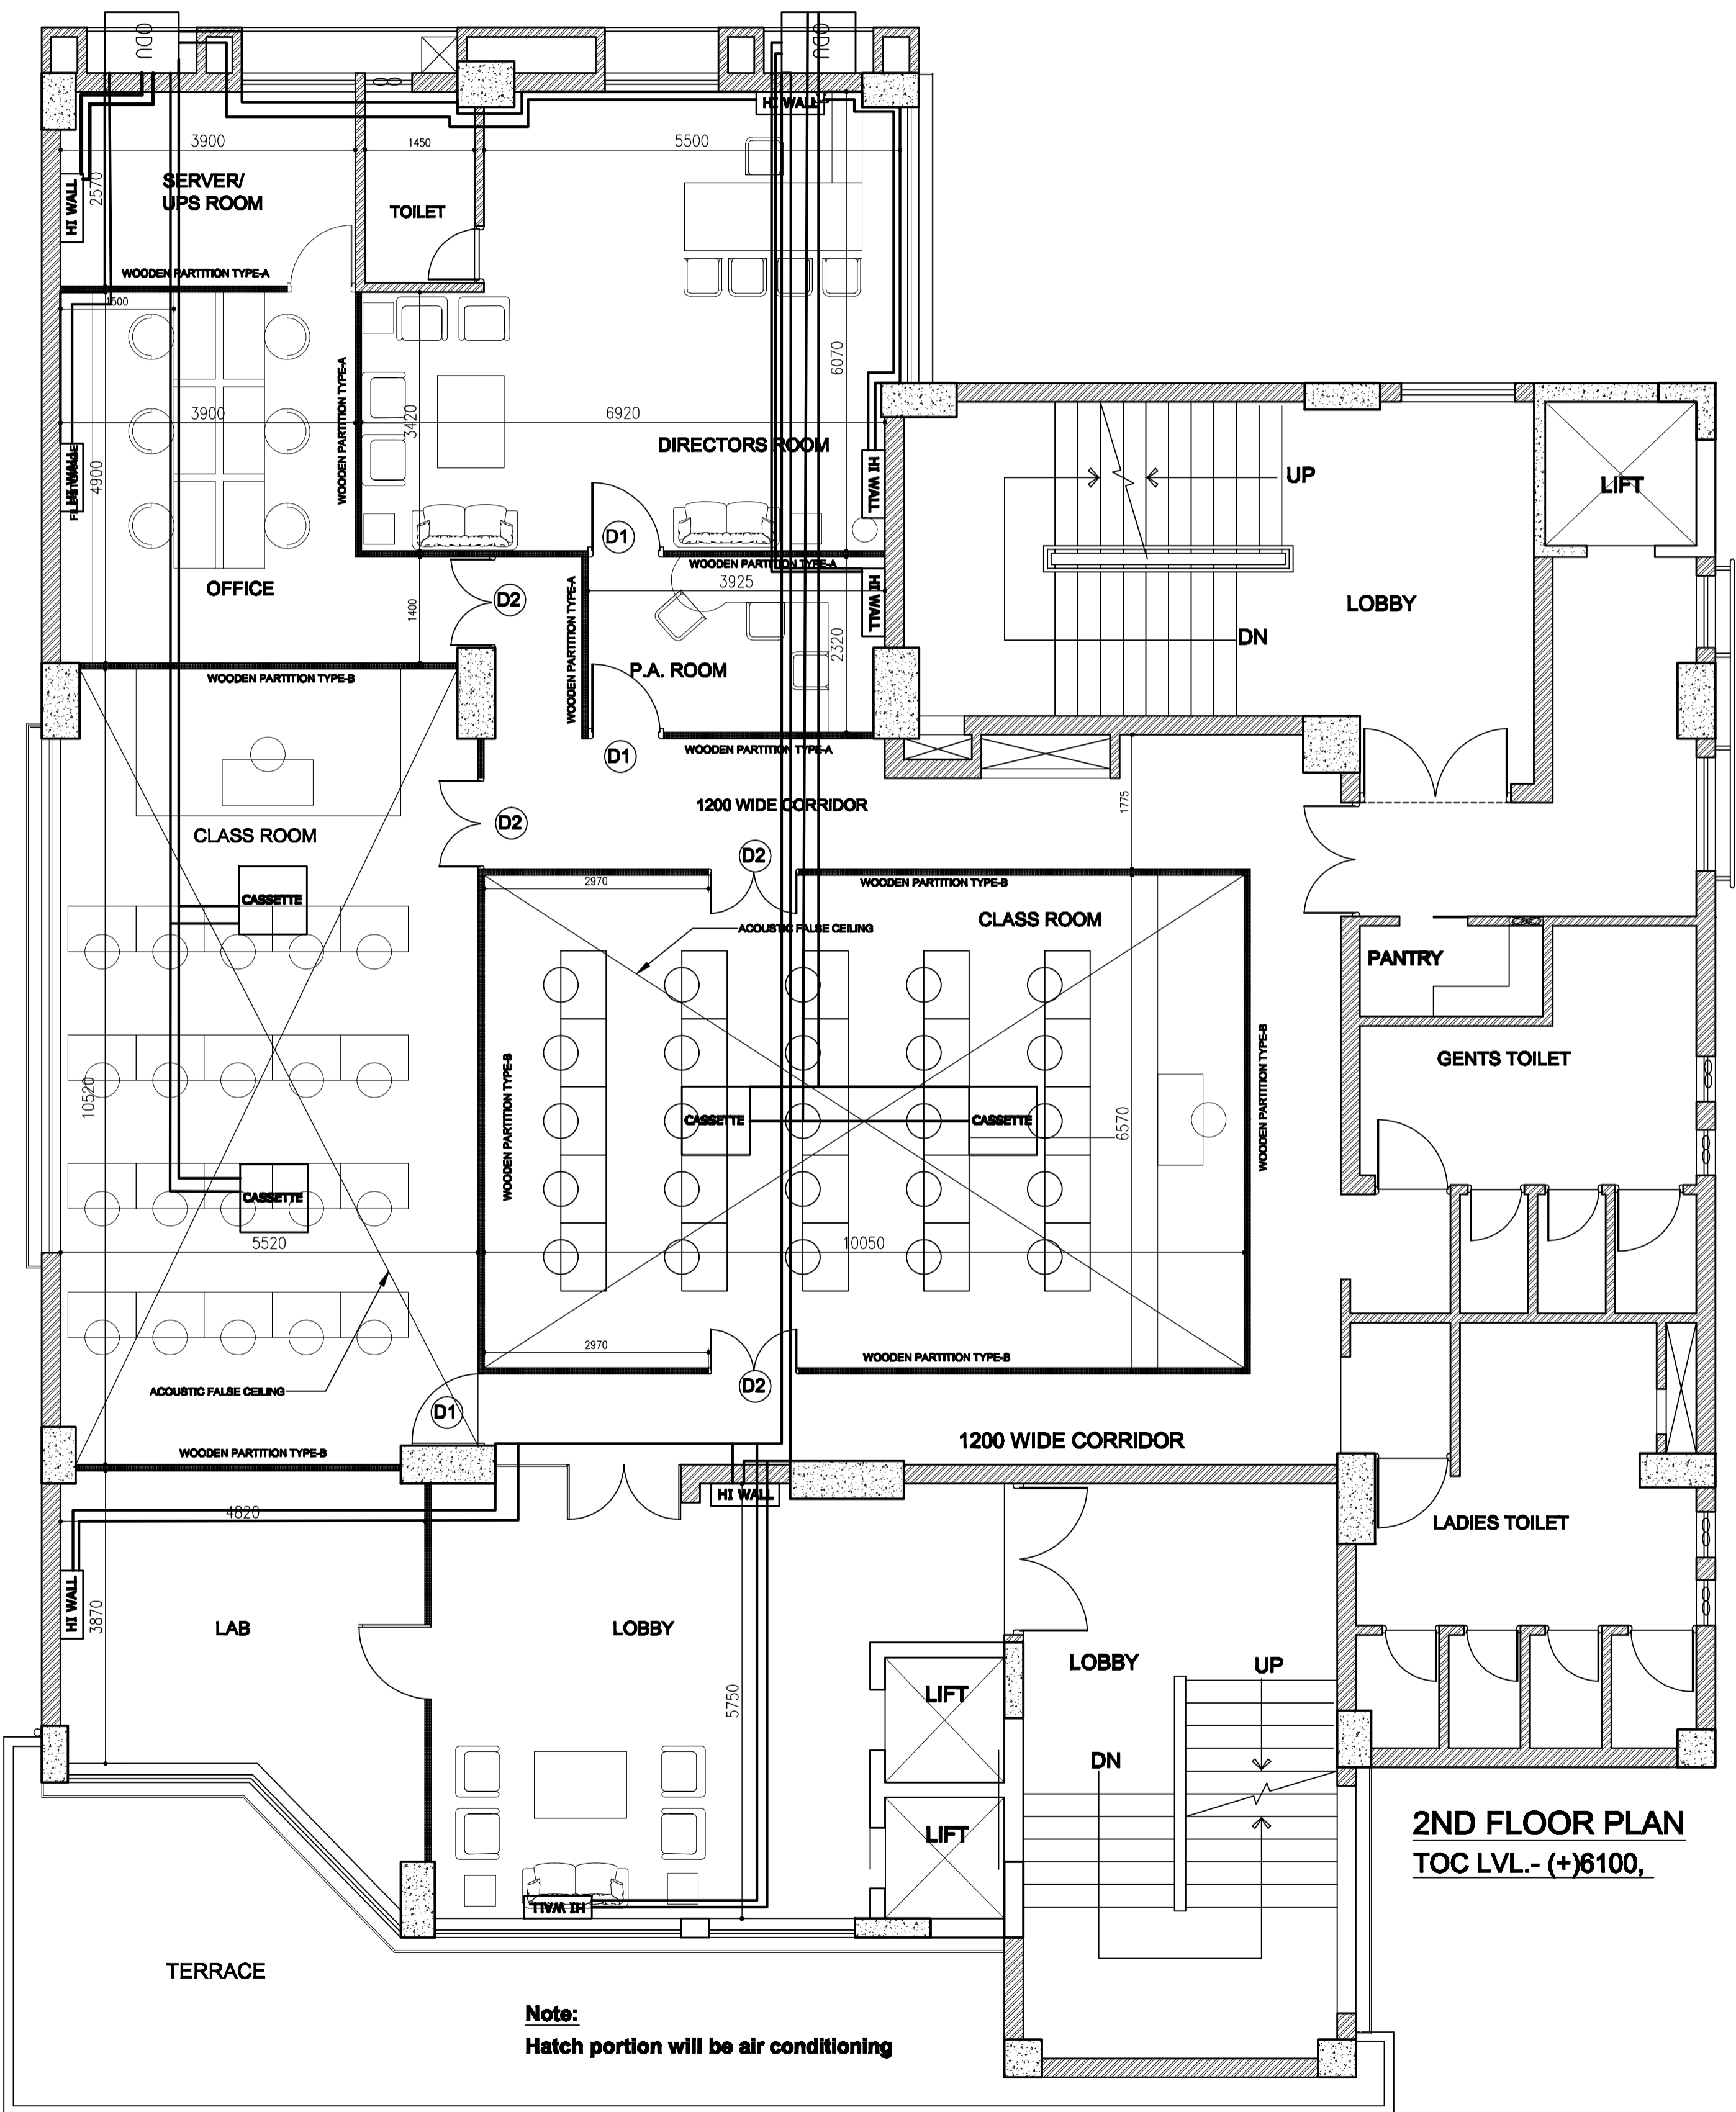 ODU
ODU
HI WALL
3900
1450
5500
2570
HI WALL
SERVER/
UPS ROOM
TOILET
WOODEN PARTITION TYPE-A
1500
WOODEN PARTITION TYPE-A
6070
3900
3420
6920
DIRECTORS ROOM
HI WALL
HI WALL
FILE STORAGE
4900
UP
LIFT
D1
WOODEN PARTITION TYPE-A
3925
HI WALL
OFFICE
D2
1400
WOODEN PARTITION TYPE-A
LOBBY
DN
2320
P.A. ROOM
WOODEN PARTITION TYPE-B
D1
WOODEN PARTITION TYPE-A
1200 WIDE CORRIDOR
1775
D2
CLASS ROOM
D2
2970
WOODEN PARTITION TYPE-B
CASSETTE
CLASS ROOM
ACOUSTIC FALSE CEILING
PANTRY
GENTS TOILET
WOODEN PARTITION TYPE-B
WOODEN PARTITION TYPE-B
10520
CASSETTE
CASSETTE
6570
CASSETTE
5520
10050
2970
WOODEN PARTITION TYPE-B
D2
ACOUSTIC FALSE CEILING
D1
WOODEN PARTITION TYPE-B
1200 WIDE CORRIDOR
HI WALL
4820
LADIES TOILET
HI WALL
3870
LAB
LOBBY
LOBBY
UP
5750
LIFT
DN
LIFT
2ND FLOOR PLAN
TOC LVL.- (+)6100,
HI WALL
TERRACE
Note:
Hatch portion will be air conditioning